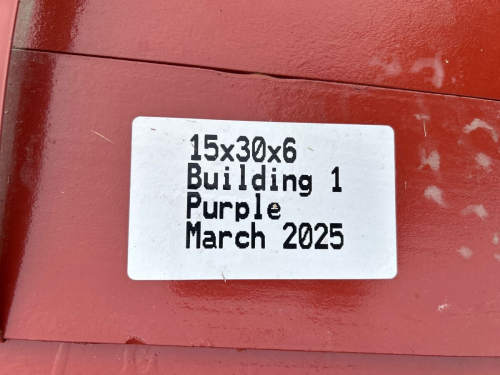 15x30x6
Building 1
Purple
March 2025